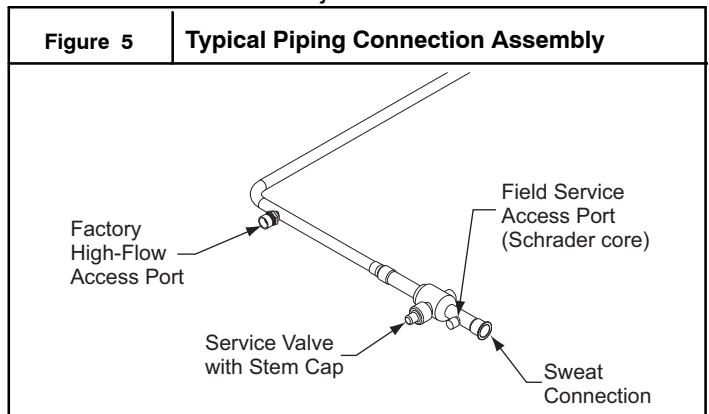 Figure 5
Typical Piping Connection Assembly
Factory
High-Flow
Access Port
Field Service
Access Port
(Schrader core)
Service Valve
with Stem Cap
Sweat
Connection